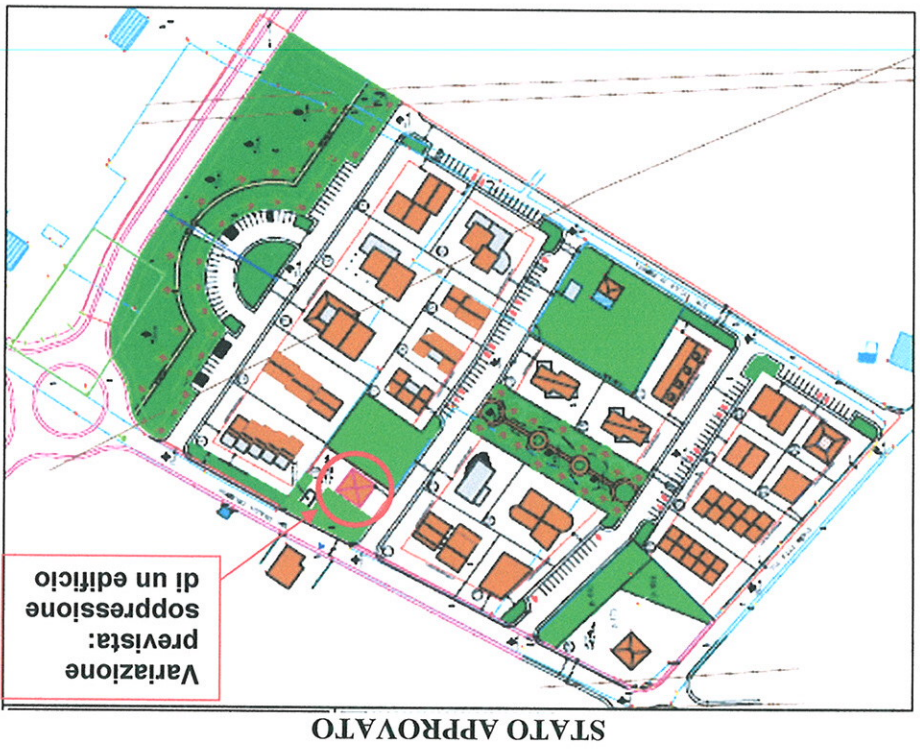 STATO APPROVATO
Variazione
prevista:
soppressione
di un edificio